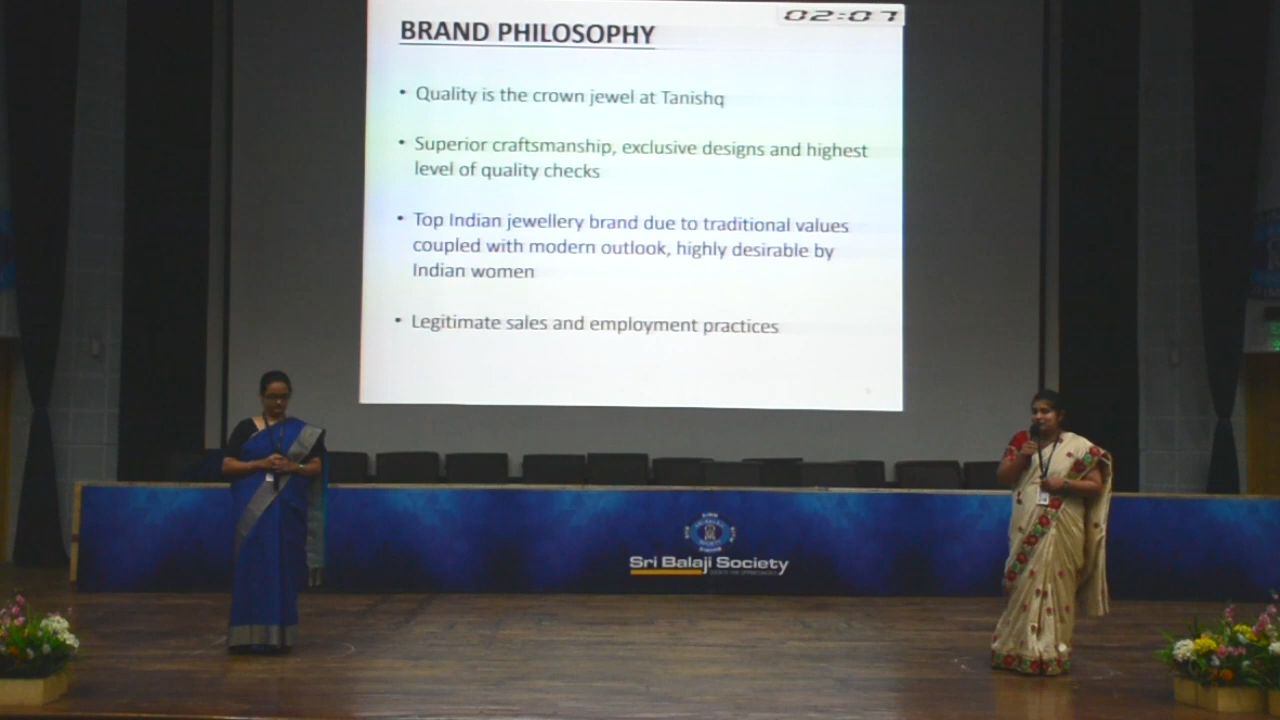 02:07
BRAND PHILOSOPHY
• Quality is the crown jewel at Tanishq
• Superior craftsmanship, exclusive designs and highest
level of quality checks
• Top Indian jewellery brand due to traditional values
coupled with modern outlook, highly desirable by
Indian women
• Legitimate sales and employment practices
Sri Balaji Society